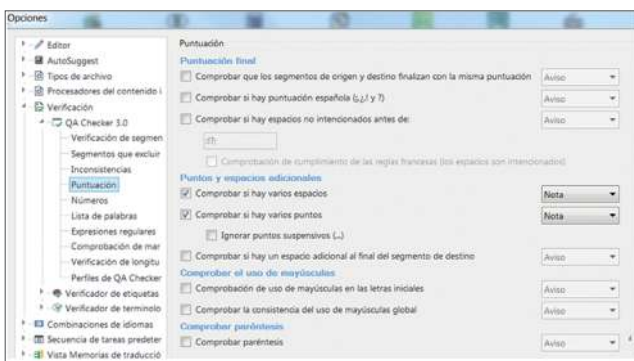 Opciones
Editor
AutoSuggest
Tipos de archivo
Procesadores del contenido i
Verificación
QA Checker 3.0
Verificación de segmen
Segmentos que excluir
Inconsistencias
Puntuación
Números
Lista de palabras
Expresiones regulares
Comprobación de mar
Verificación de longitu
Perfiles de QA Checker
Verificador de etiquetas
Verificador de terminolo
Combinaciones de idiomas
Secuencia de tareas predeter
Vista Memorias de traducció
Puntuación
Puntuación final
Comprobar que los segmentos de origen y destino finalizan con la misma puntuación Aviso
Comprobar si hay puntuación española (¡,¿,! y ?) Aviso
Comprobar si hay espacios no intencionados antes de: Aviso
Comprobación de cumplimiento de las reglas francesas (los espacios son intencionados)
Puntos y espacios adicionales
Comprobar si hay varios espacios Nota
Comprobar si hay varios puntos Nota
Ignorar puntos suspensivos (...)
Comprobar si hay un espacio adicional al final del segmento de destino Aviso
Comprobar el uso de mayúsculas
Comprobación de uso de mayúsculas en las letras iniciales Aviso
Comprobar la consistencia del uso de mayúsculas global Aviso
Comprobar paréntesis
Comprobar paréntesis Aviso